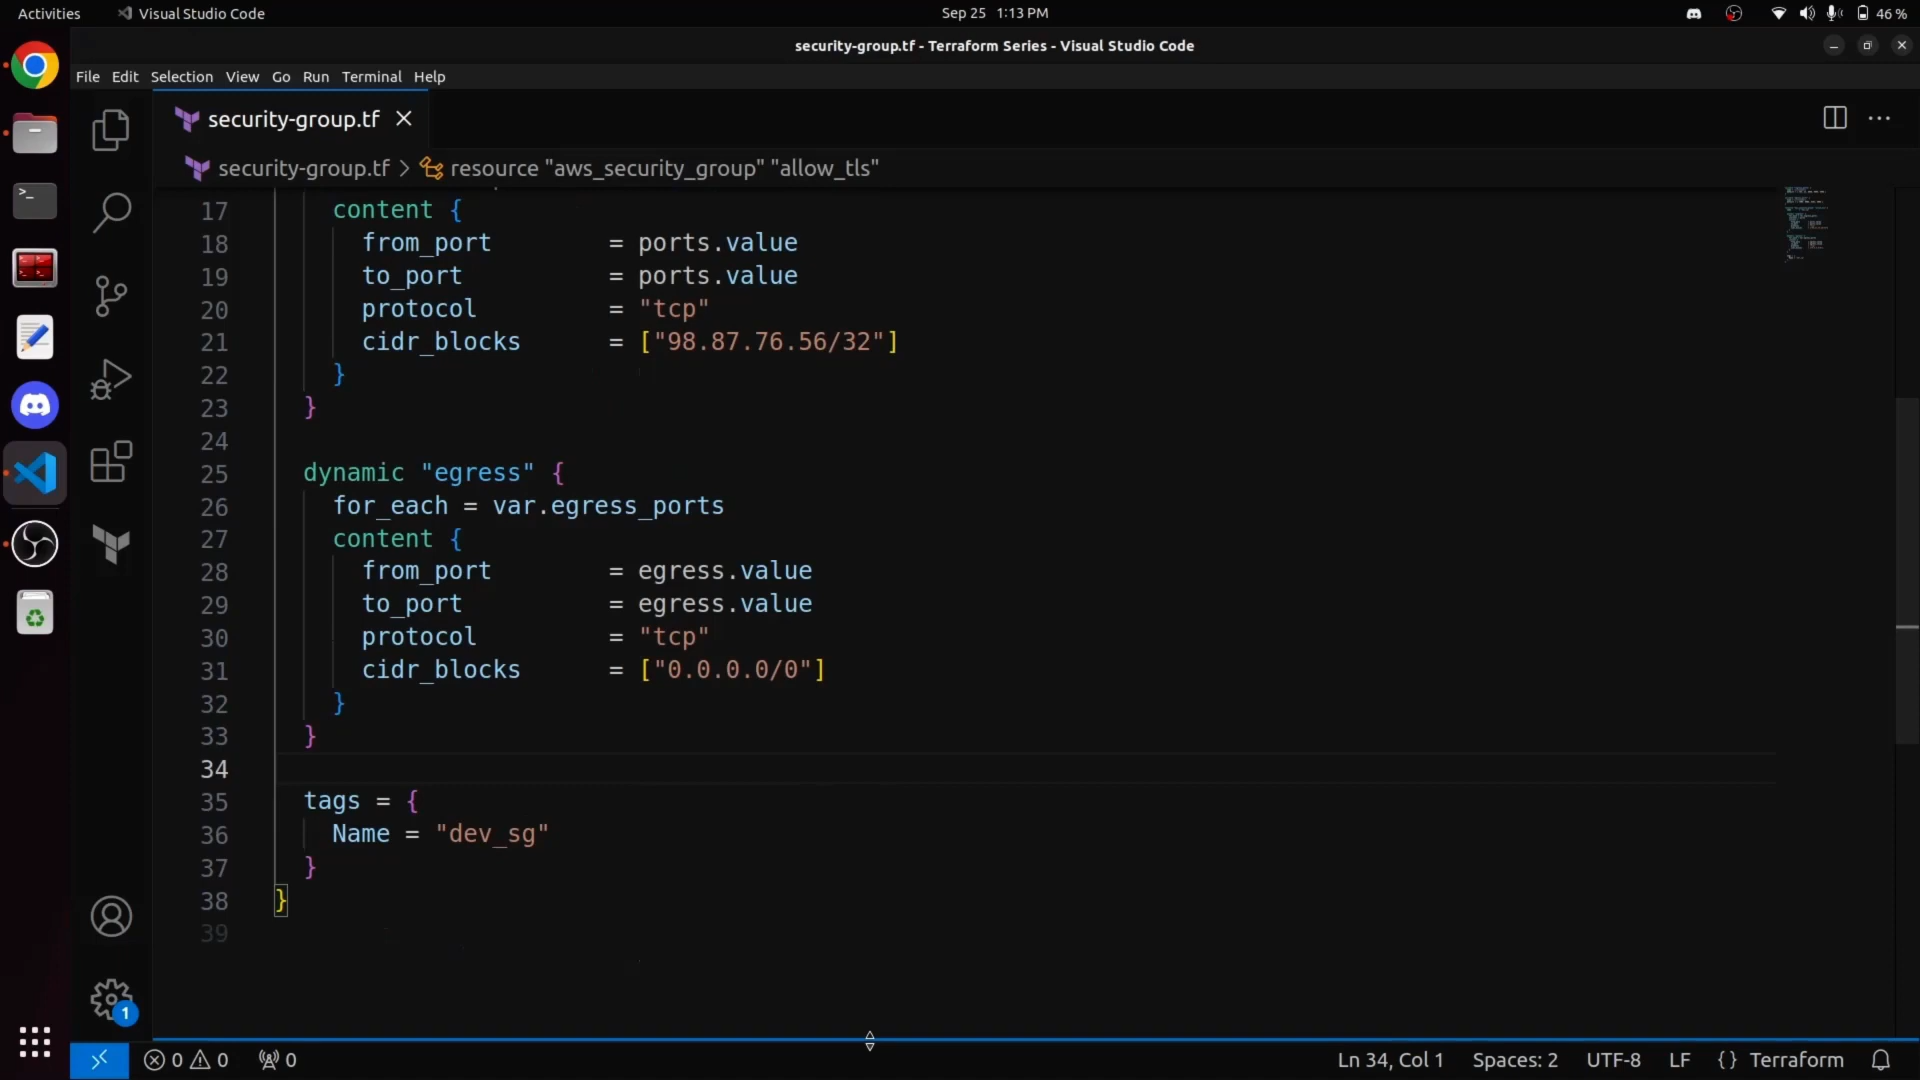 Activities
Visual Studio Code
Sep 25 1:13 PM
46 %
security-group.tf - Terraform Series - Visual Studio Code
File Edit Selection View Go Run Terminal Help
security-group.tf
security-group.tf > resource "aws_security_group" "allow_tls"
17 content {
18 from_port = ports.value
19 to_port = ports.value
20 protocol = "tcp"
21 cidr_blocks = ["98.87.76.56/32"]
22 }
23 }
24
25 dynamic "egress" {
26 for_each = var.egress_ports
27 content {
28 from_port = egress.value
29 to_port = egress.value
30 protocol = "tcp"
31 cidr_blocks = ["0.0.0.0/0"]
32 }
33 }
34
35 tags = {
36 Name = "dev_sg"
37 }
38 }
39
1
0 0 0
Ln 34, Col 1 Spaces: 2 UTF-8 LF {} Terraform